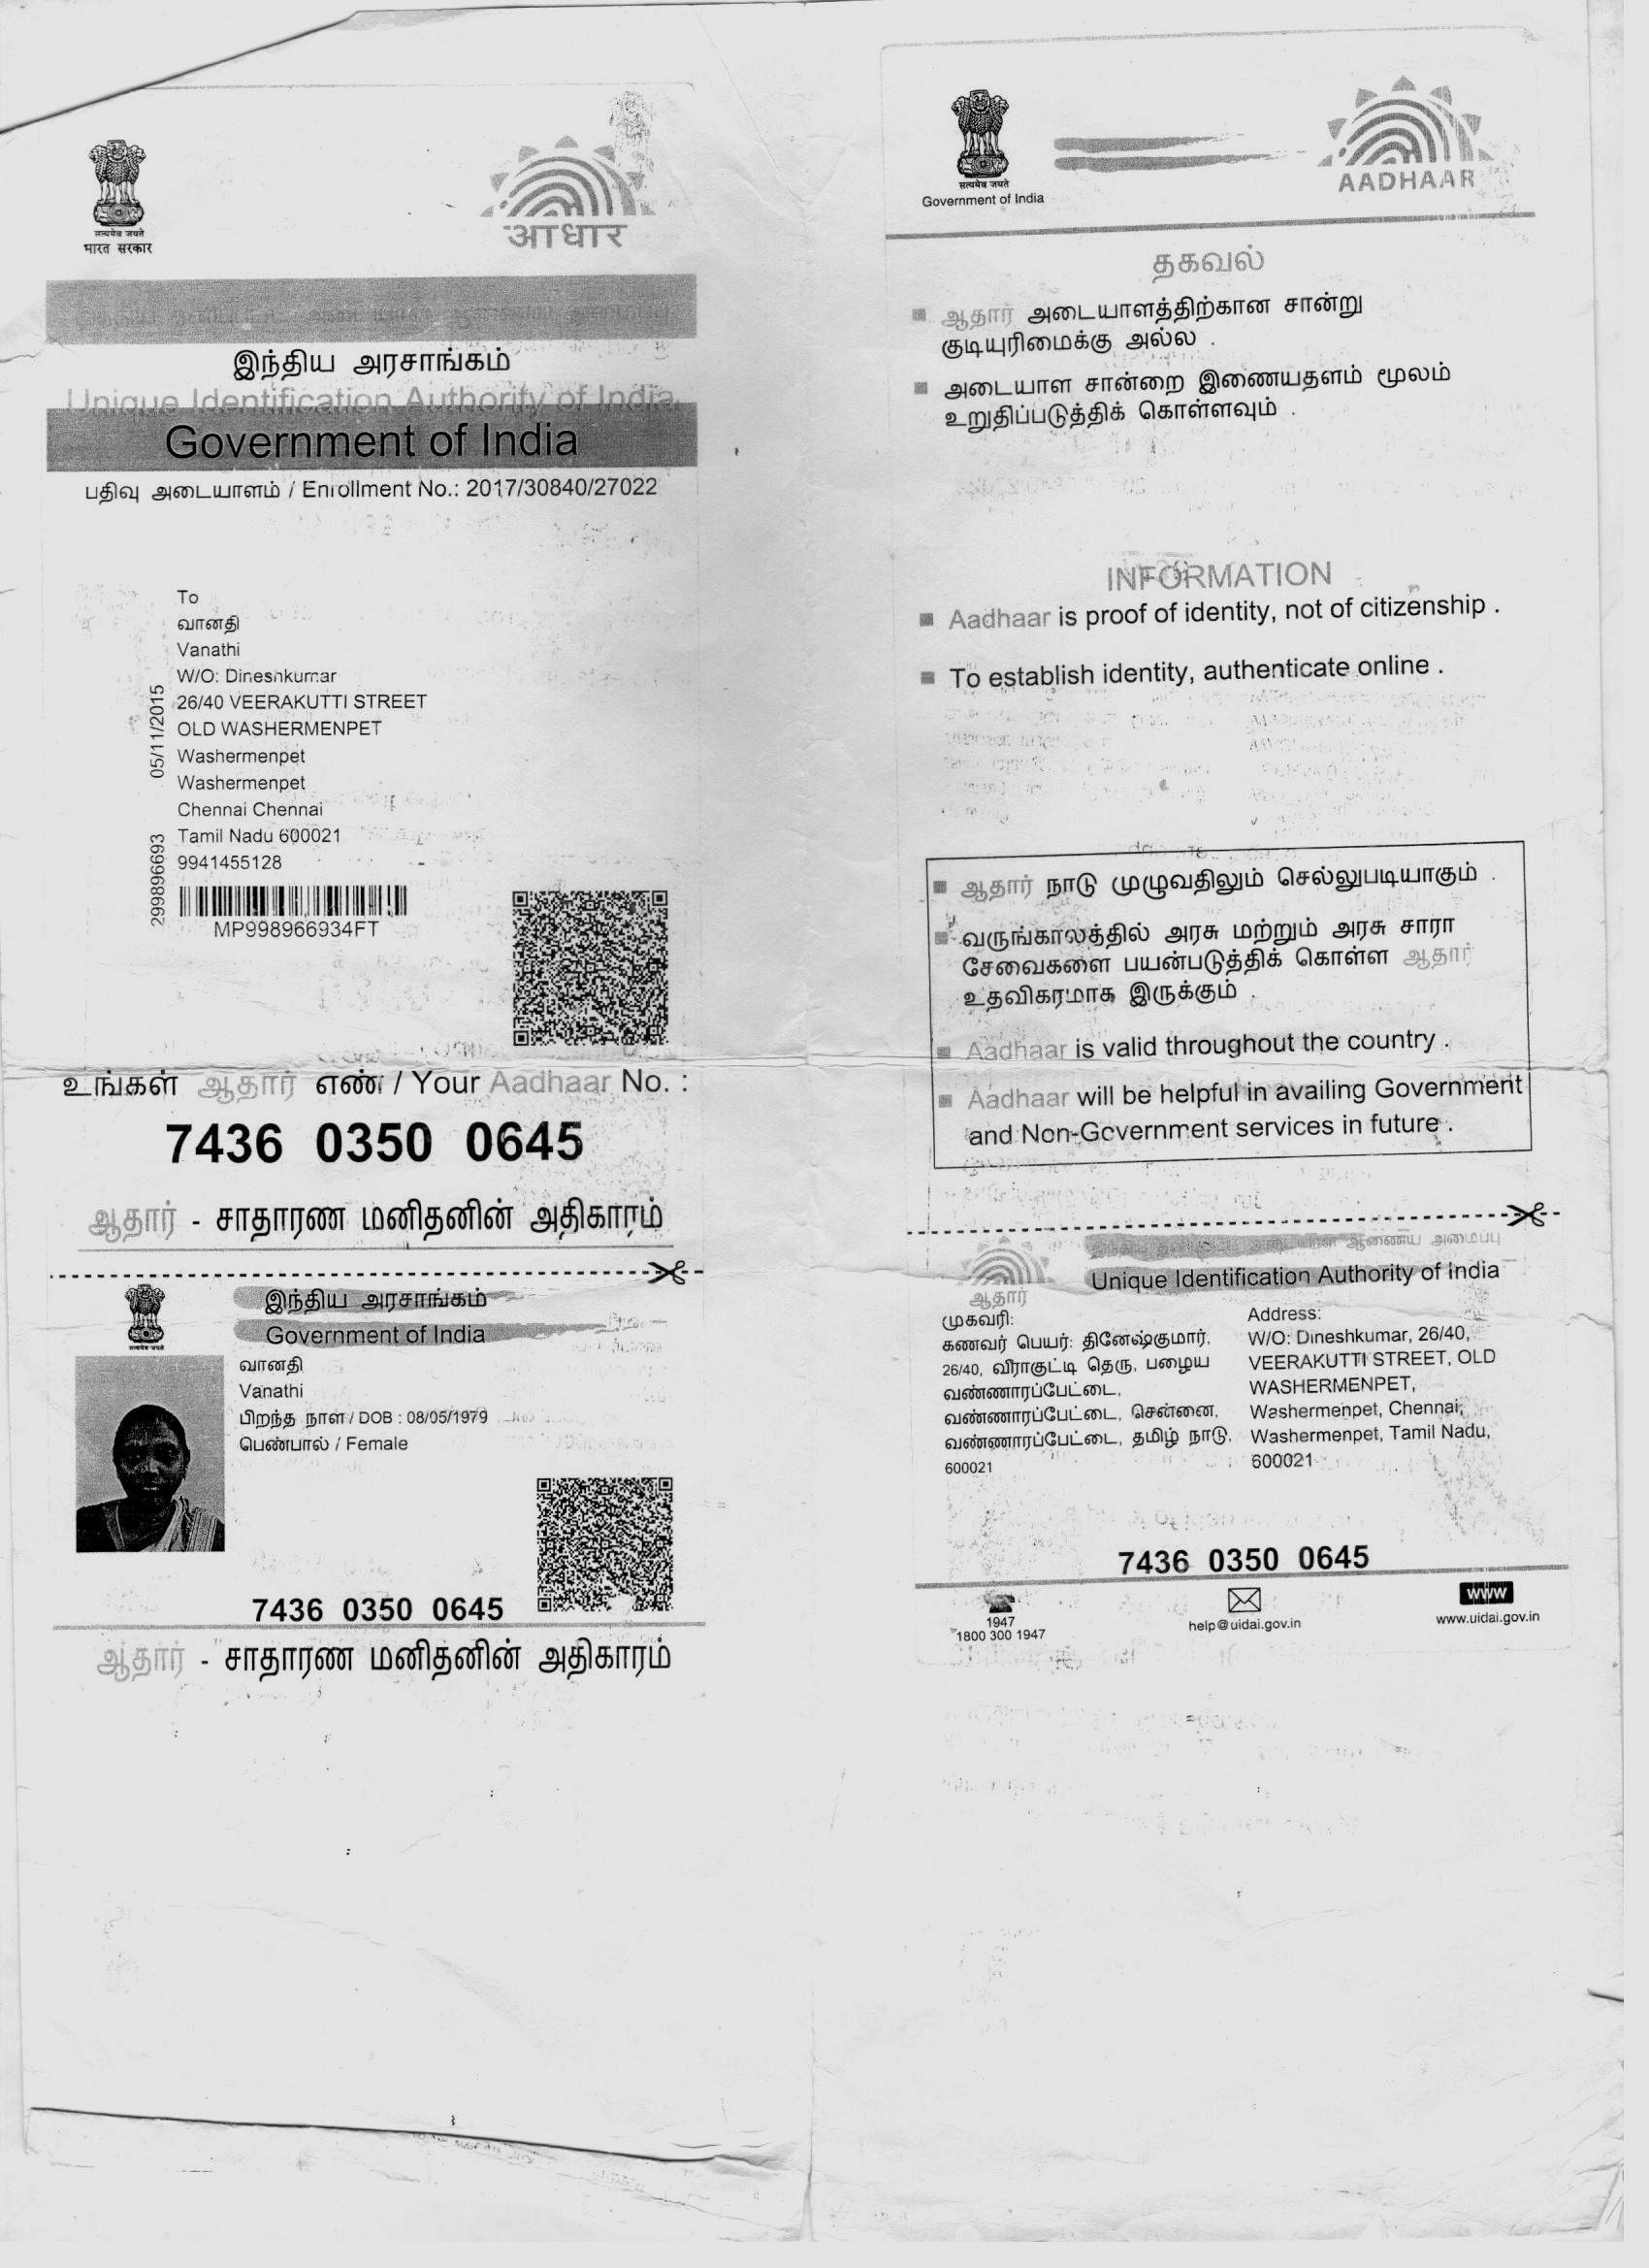 सत्यमेव जयते
भारत सरकार
आधार
இந்திய அரசாங்கம்
Unique Identification Authority of India
Government of India
பதிவு அடையாளம் / Enrollment No.: 2017/30840/27022
To
வானதி
Vanathi
W/O: Dineshkumar
26/40 VEERAKUTTI STREET
OLD WASHERMENPET
Washermenpet
Washermenpet
Chennai Chennai
Tamil Nadu 600021
9941455128
05/11/2015
299896693
MP998966934FT
உங்கள் ஆதார் எண் / Your Aadhaar No. :
7436 0350 0645
ஆதார் - சாதாரண மனிதனின் அதிகாரம்
இந்திய அரசாங்கம்
Government of India
सत्यमेव जयते
வானதி
Vanathi
பிறந்த நாள் / DOB : 08/05/1979
பெண்பால் / Female
7436 0350 0645
ஆதார் - சாதாரண மனிதனின் அதிகாரம்
सत्यमेव जयते
Government of India
AADHAAR
தகவல்
ஆதார் அடையாளத்திற்கான சான்று
குடியுரிமைக்கு அல்ல .
அடையாள சான்றை இணையதளம் மூலம்
உறுதிப்படுத்திக் கொள்ளவும் .
INFORMATION
Aadhaar is proof of identity, not of citizenship .
To establish identity, authenticate online .
ஆதார் நாடு முழுவதிலும் செல்லுபடியாகும் .
வருங்காலத்தில் அரசு மற்றும் அரசு சாரா
சேவைகளை பயன்படுத்திக் கொள்ள ஆதார்
உதவிகரமாக இருக்கும் .
Aadhaar is valid throughout the country .
Aadhaar will be helpful in availing Government
and Non-Government services in future .
ஆணைய அமைப்பு
Unique Identification Authority of India
ஆதார்
முகவரி:
கணவர் பெயர்: தினேஷ்குமார்,
26/40, வீராகுட்டி தெரு, பழைய
வண்ணாரப்பேட்டை,
வண்ணாரப்பேட்டை, சென்னை,
வண்ணாரப்பேட்டை, தமிழ் நாடு,
600021
Address:
W/O: Dineshkumar, 26/40,
VEERAKUTTI STREET, OLD
WASHERMENPET,
Washermenpet, Chennai,
Washermenpet, Tamil Nadu,
600021
7436 0350 0645
1947
1800 300 1947
help@uidai.gov.in
www
www.uidai.gov.in